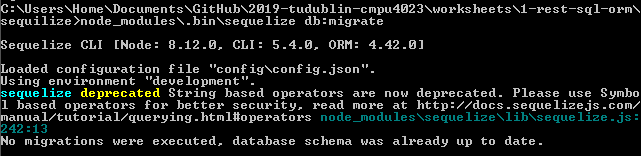 C:\Users\Home\Documents\GitHub\2019-tudublin-cmpu4023\worksheets\1-rest-sql-orm\
sequilize>node_modules\.bin\sequelize db:migrate
Sequelize CLI [Node: 8.12.0, CLI: 5.4.0, ORM: 4.42.0]
Loaded configuration file "config\config.json".
Using environment "development".
sequelize deprecated String based operators are now deprecated. Please use Symbo
l based operators for better security, read more at http://docs.sequelizejs.com/
manual/tutorial/querying.html#operators node_modules\sequelize\lib\sequelize.js:
242:13
No migrations were executed, database schema was already up to date.